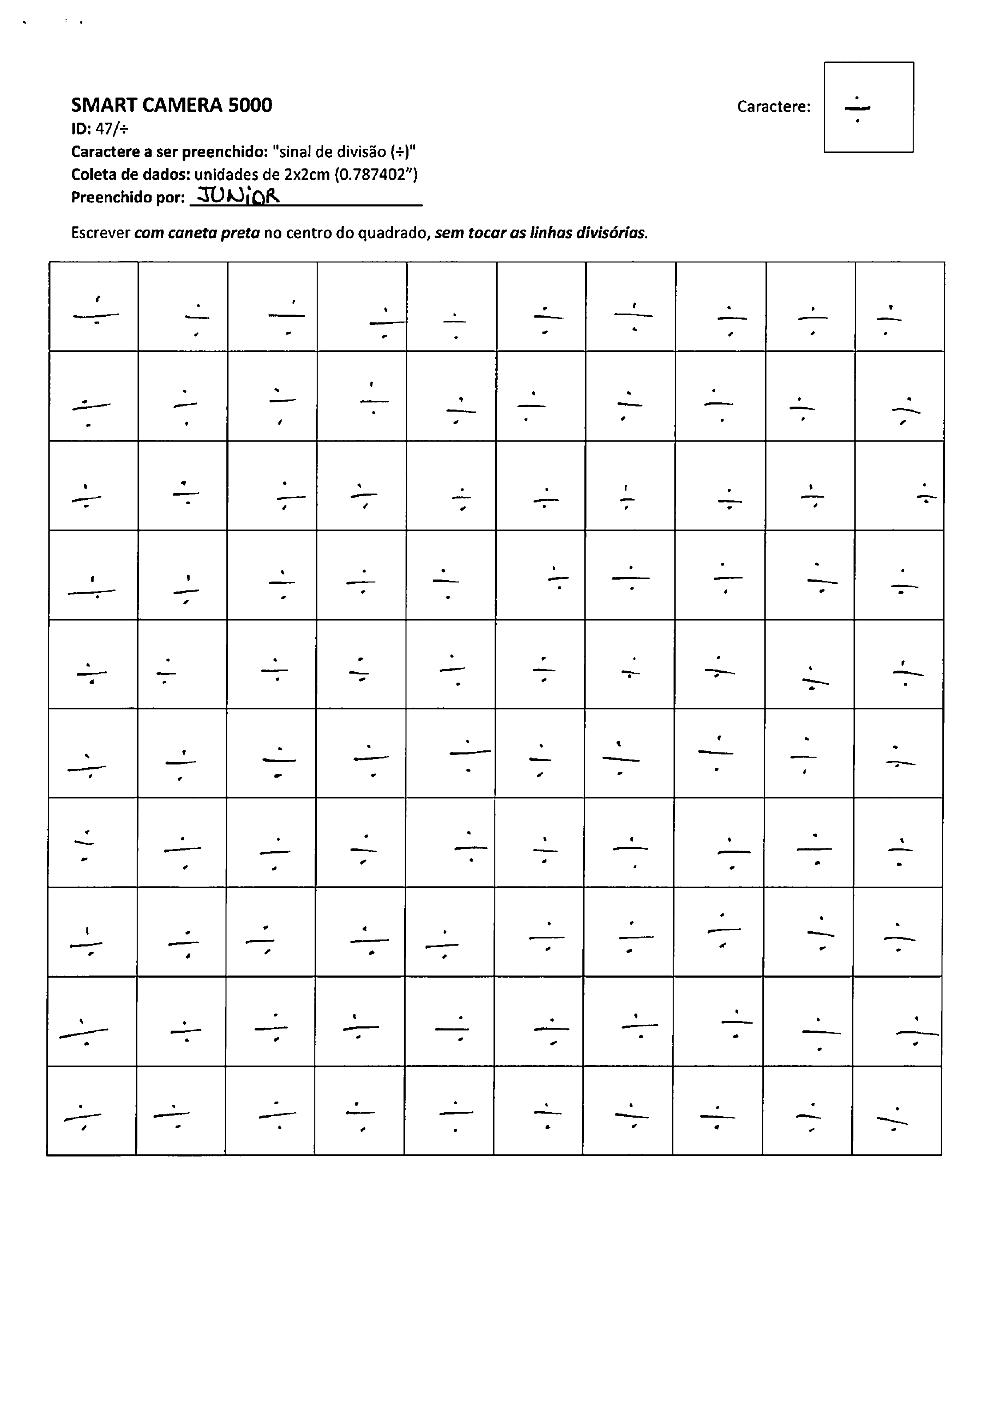 SMART CAMERA 5000
ID: 47/÷
Caractere a ser preenchido: "sinal de divisão (÷)"
Coleta de dados: unidades de 2x2cm (0.787402")
Preenchido por: JUNiOR
Caractere: ÷
Escrever com caneta preta no centro do quadrado, sem tocar as linhas divisórias.
÷ ÷ ÷ ÷ ÷ ÷ ÷ ÷ ÷ ÷
÷ ÷ ÷ ÷ ÷ ÷ ÷ ÷ ÷ ÷
÷ ÷ ÷ ÷ ÷ ÷ ÷ ÷ ÷ ÷
÷ ÷ ÷ ÷ ÷ ÷ ÷ ÷ ÷ ÷
÷ ÷ ÷ ÷ ÷ ÷ ÷ ÷ ÷ ÷
÷ ÷ ÷ ÷ ÷ ÷ ÷ ÷ ÷ ÷
÷ ÷ ÷ ÷ ÷ ÷ ÷ ÷ ÷ ÷
÷ ÷ ÷ ÷ ÷ ÷ ÷ ÷ ÷ ÷
÷ ÷ ÷ ÷ ÷ ÷ ÷ ÷ ÷ ÷
÷ ÷ ÷ ÷ ÷ ÷ ÷ ÷ ÷ ÷